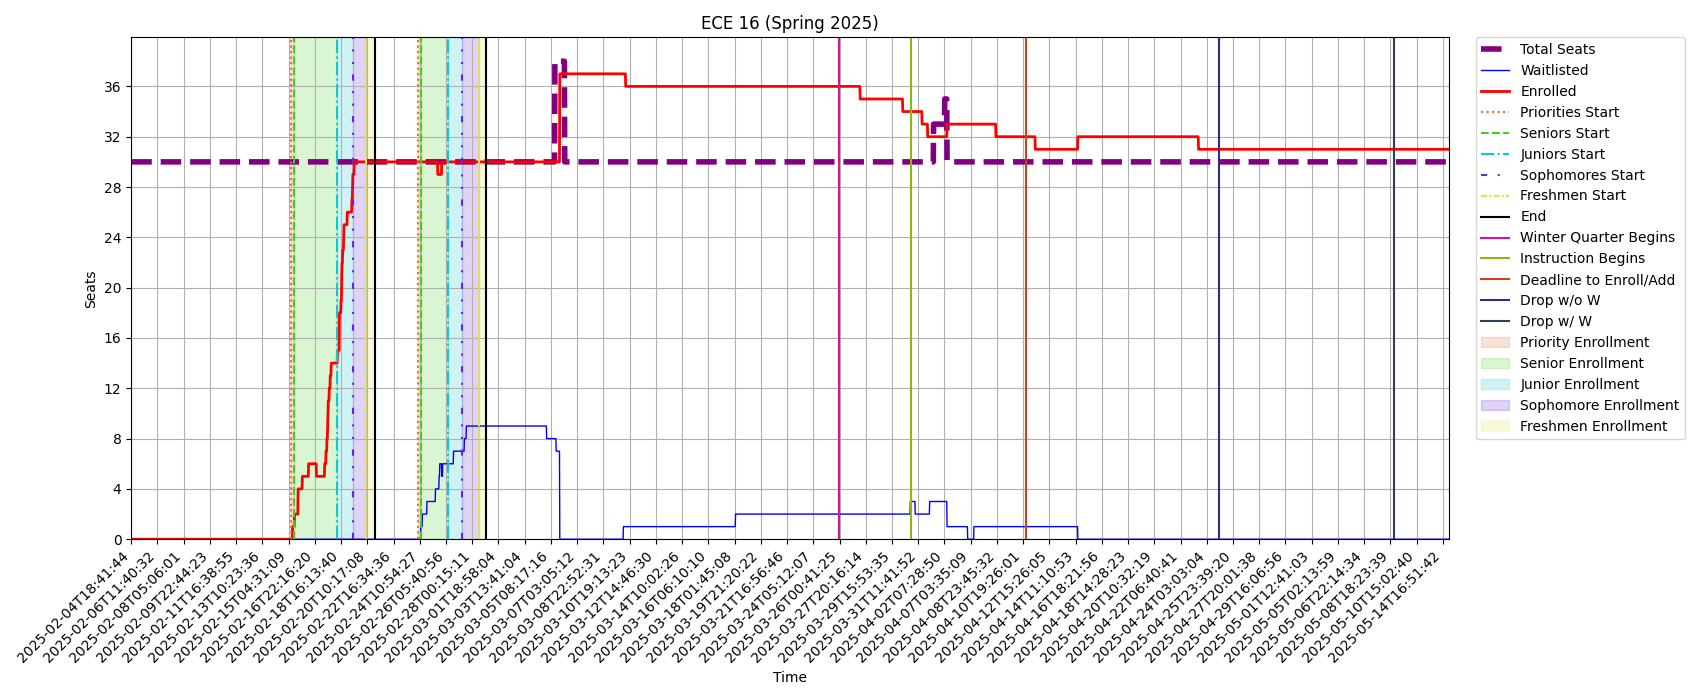 ECE 16 (Spring 2025)
Seats
36
32
28
24
20
16
12
8
4
0
2025-02-04T18:41:44
2025-02-06T11:40:32
2025-02-08T05:06:01
2025-02-09T22:44:23
2025-02-11T16:38:55
2025-02-13T10:23:36
2025-02-15T04:31:09
2025-02-16T22:16:20
2025-02-18T16:13:40
2025-02-20T10:17:08
2025-02-22T16:34:36
2025-02-24T10:54:27
2025-02-26T05:40:56
2025-02-28T00:15:11
2025-03-01T18:58:04
2025-03-03T13:41:04
2025-03-05T08:17:16
2025-03-07T03:05:12
2025-03-08T22:52:31
2025-03-10T19:13:23
2025-03-12T14:46:30
2025-03-14T10:02:26
2025-03-16T06:10:10
2025-03-18T01:45:08
2025-03-19T21:20:22
2025-03-21T16:56:46
2025-03-24T05:12:07
2025-03-26T00:41:25
2025-03-27T20:16:14
2025-03-29T15:53:35
2025-03-31T11:41:52
2025-04-02T07:28:50
2025-04-07T03:35:09
2025-04-08T23:45:32
2025-04-10T19:26:01
2025-04-12T15:26:05
2025-04-14T11:10:53
2025-04-16T18:21:56
2025-04-18T14:28:23
2025-04-20T10:32:19
2025-04-22T06:40:41
2025-04-24T03:03:04
2025-04-25T23:39:20
2025-04-27T20:01:38
2025-04-29T16:06:56
2025-05-01T12:41:03
2025-05-05T02:13:59
2025-05-06T22:14:34
2025-05-08T18:23:39
2025-05-10T15:02:40
2025-05-14T16:51:42
Time
Total Seats
Waitlisted
Enrolled
Priorities Start
Seniors Start
Juniors Start
Sophomores Start
Freshmen Start
End
Winter Quarter Begins
Instruction Begins
Deadline to Enroll/Add
Drop w/o W
Drop w/ W
Priority Enrollment
Senior Enrollment
Junior Enrollment
Sophomore Enrollment
Freshmen Enrollment